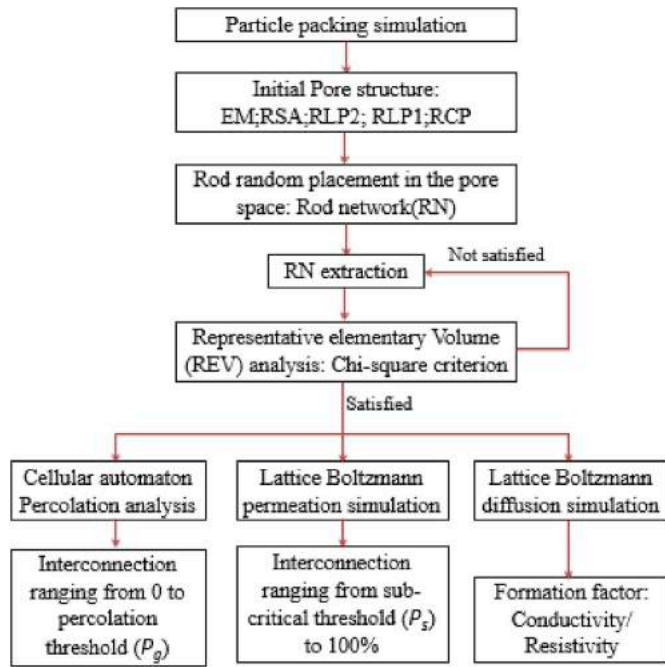 Particle packing simulation
Initial Pore structure:
EM;RSA;RLP2; RLP1;RCP
Rod random placement in the pore
space: Rod network(RN)
RN extraction
Not satisfied
Representative elementary Volume
(REV) analysis: Chi-square criterion
Satisfied
Cellular automaton
Percolation analysis
Lattice Boltzmann
permeation simulation
Lattice Boltzmann
diffusion simulation
Interconnection
ranging from 0 to
percolation
threshold (P_g)
Interconnection
ranging from sub-
critical threshold (P_s)
to 100%
Formation factor:
Conductivity/
Resistivity